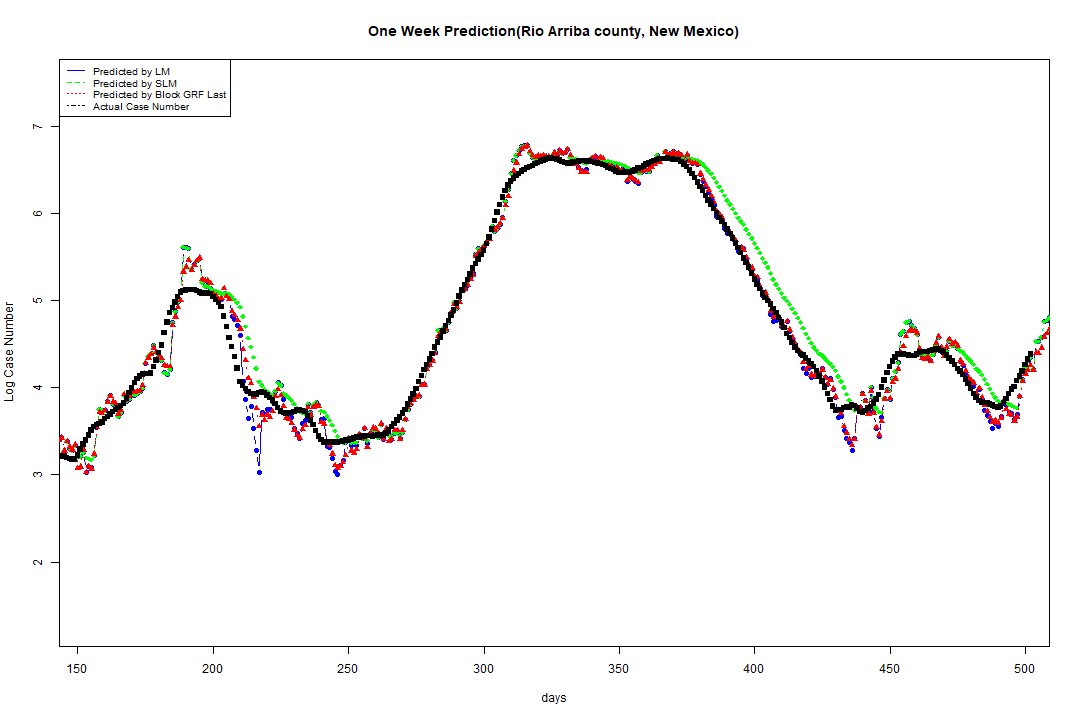 One Week Prediction(Rio Arriba county, New Mexico)
Predicted by LM
Predicted by SLM
Predicted by Block GRF Last
Actual Case Number
7
6
5
4
3
2
Log Case Number
150 200 250 300 350 400 450 500
days